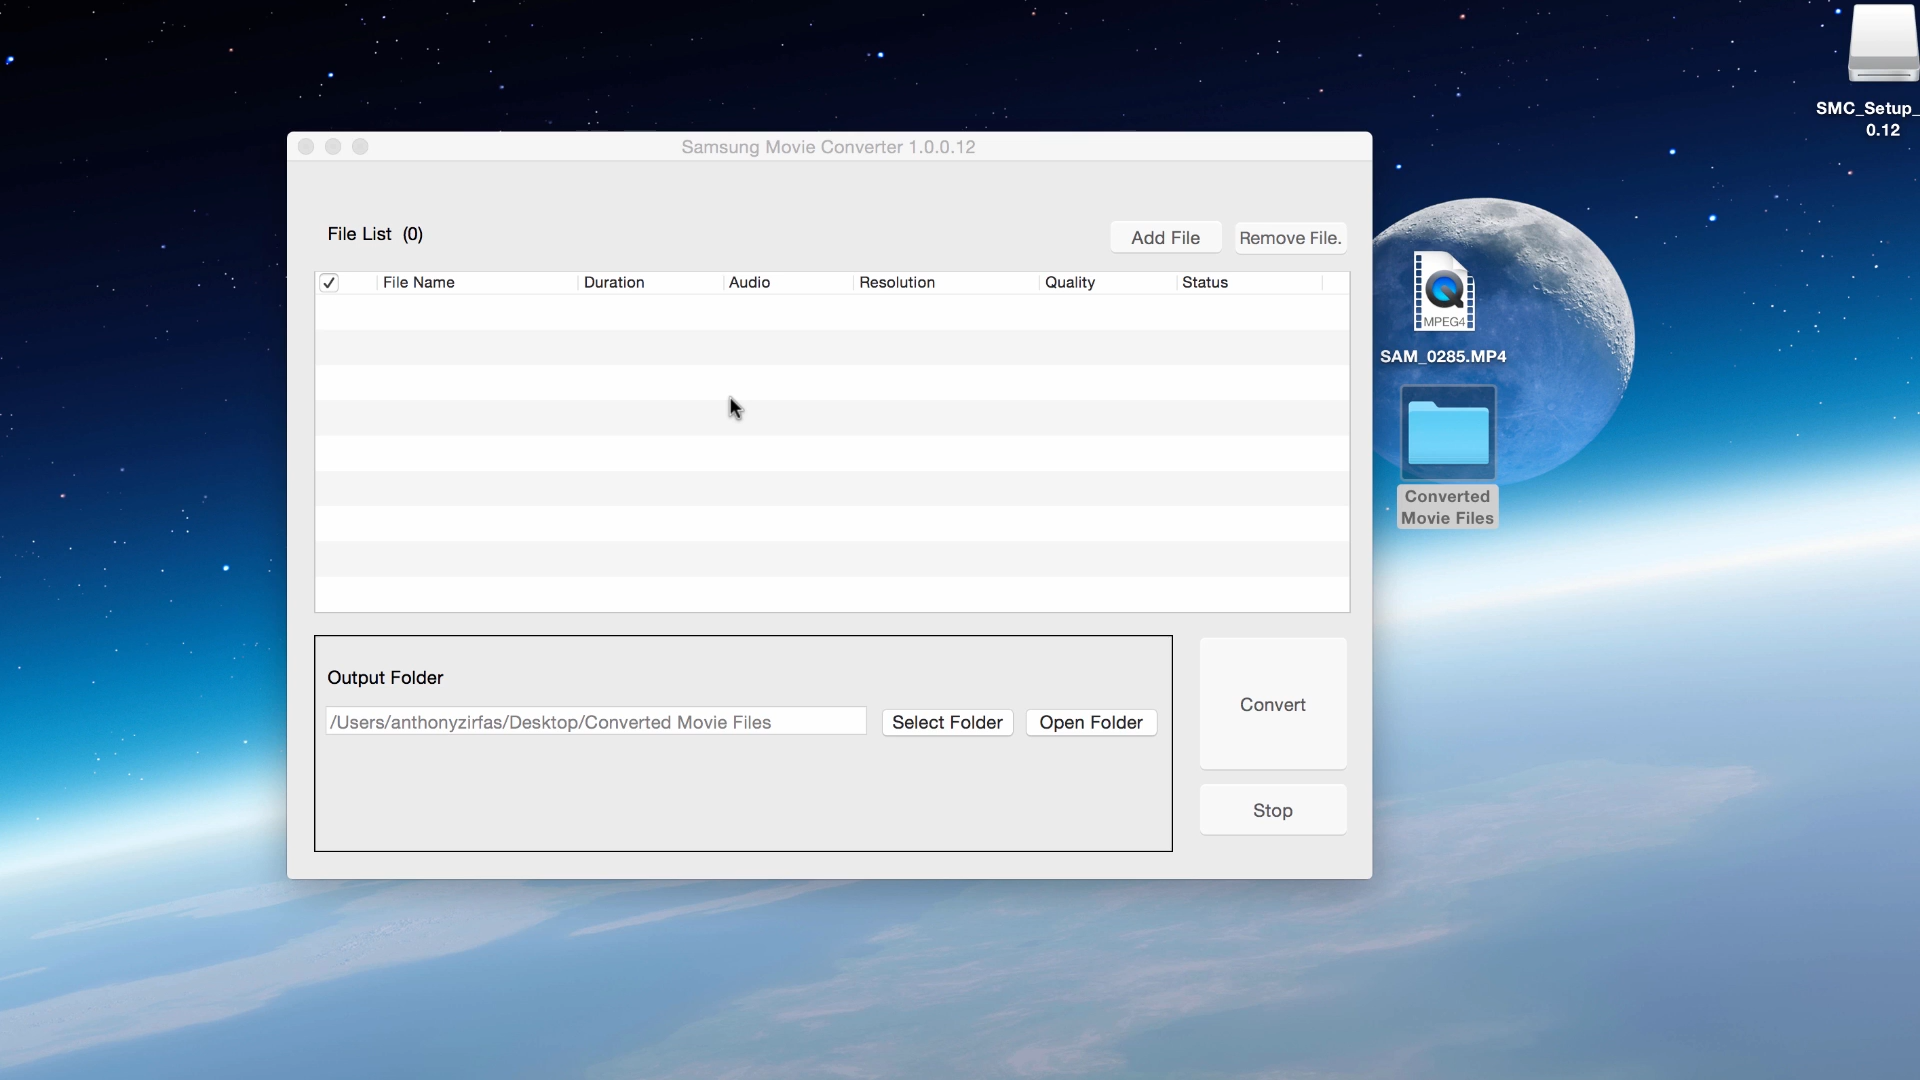 SMC_Setup_
0.12
Samsung Movie Converter 1.0.0.12
File List (0)
Add File
Remove File.
File Name
Duration
Audio
Resolution
Quality
Status
MPEG4
SAM_0285.MP4
Converted
Movie Files
Output Folder
/Users/anthonyzirfas/Desktop/Converted Movie Files
Select Folder
Open Folder
Convert
Stop